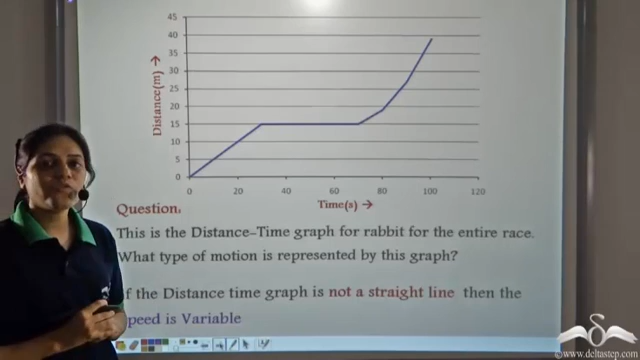 45
40
35
30
25
20
15
10
5
0
Distance(m) →
0 20 40 60 80 100 120
Time(s) →
Question.
This is the Distance-Time graph for rabbit for the entire race.
What type of motion is represented by this graph?
f the Distance time graph is not a straight line then the
peed is Variable
©www.deltastep.com